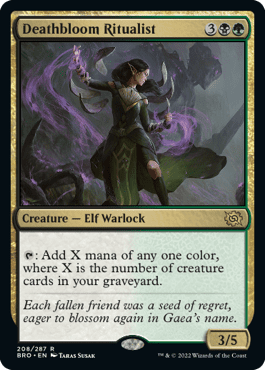 Deathbloom Ritualist 3
Creature — Elf Warlock
: Add X mana of any one color,
where X is the number of creature
cards in your graveyard.
Each fallen friend was a seed of regret,
eager to blossom again in Gaea's name.
3/5
208/287 R
BRO • EN Taras Susak ™ & © 2022 Wizards of the Coast